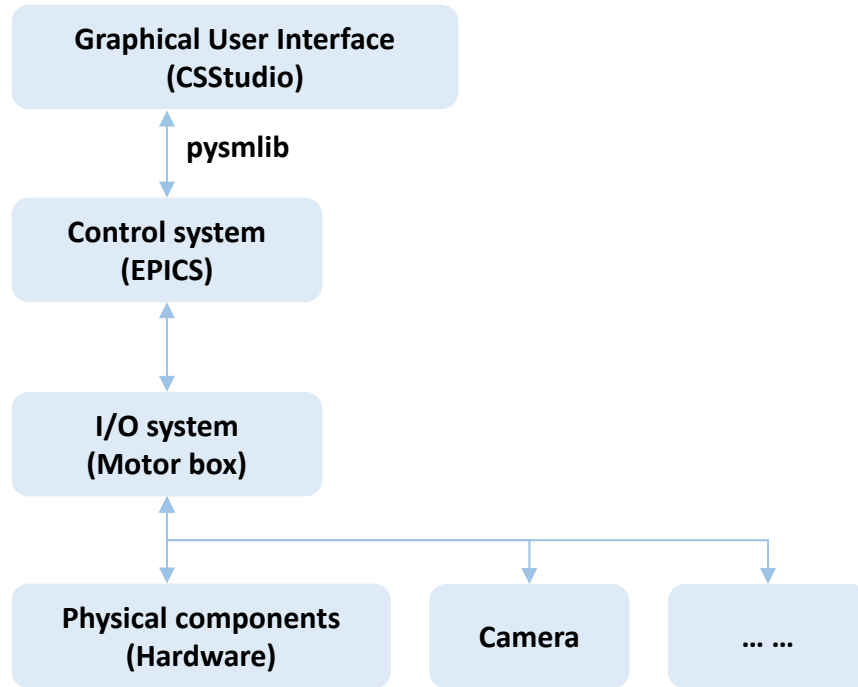 Graphical User Interface
(CSStudio)
pysmlib
Control system
(EPICS)
I/O system
(Motor box)
Physical components
(Hardware)
Camera
... ...